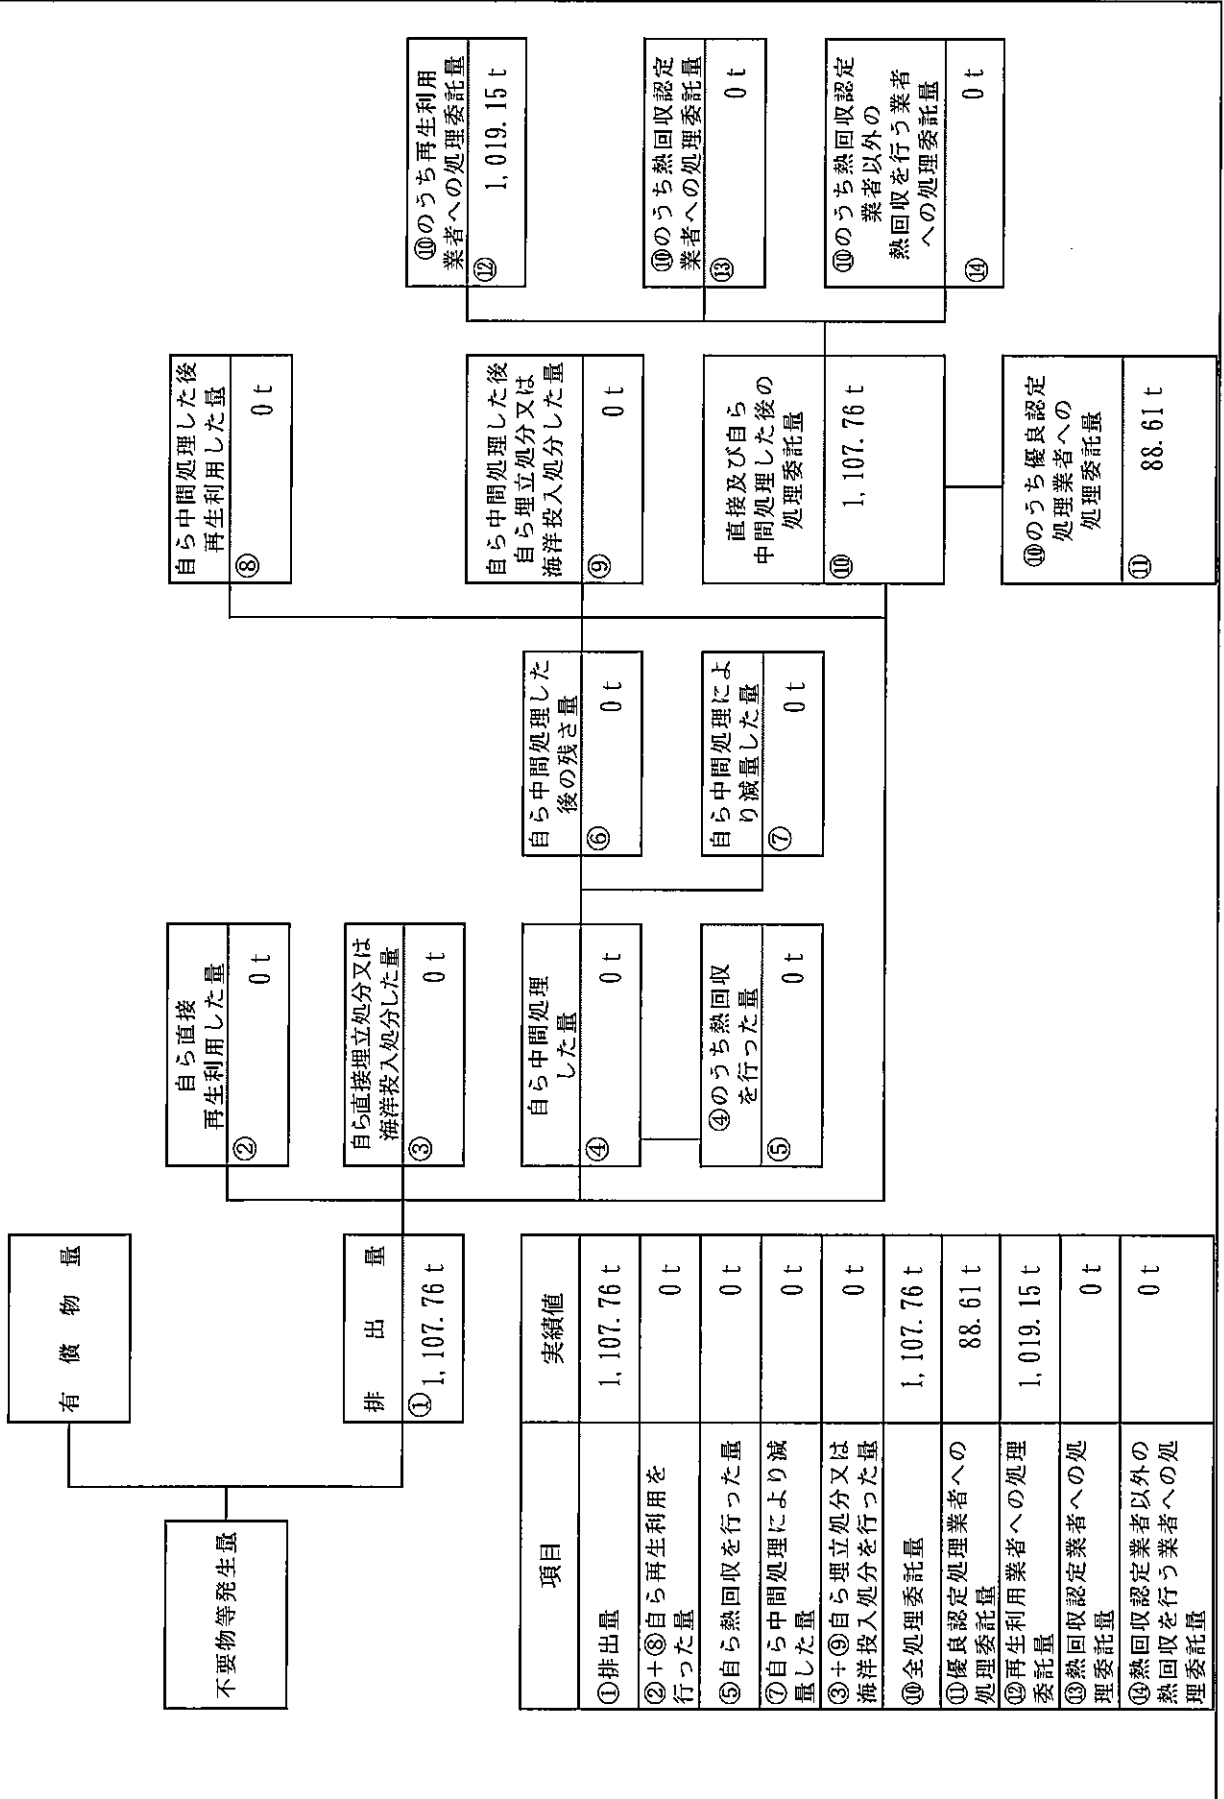 不要物等発生量
有償物量
排出量
①1,107.76 t
自ら直接
再生利用した量
② 0 t
自ら直接埋立処分又は
海洋投入処分した量
③ 0 t
自ら中間処理
した量
④ 0 t
④のうち熱回収
を行った量
⑤ 0 t
自ら中間処理した
後の残さ量
⑥ 0 t
自ら中間処理によ
り減量した量
⑦ 0 t
自ら中間処理した後
再生利用した量
⑧ 0 t
自ら中間処理した後
自ら埋立処分又は
海洋投入処分した量
⑨ 0 t
直接及び自ら
中間処理した後の
処理委託量
⑩ 1,107.76 t
⑩のうち優良認定
処理業者への
処理委託量
⑪ 88.61 t
⑩のうち再生利用
業者への処理委託量
⑫ 1,019.15 t
⑩のうち熱回収認定
業者への処理委託量
⑬ 0 t
⑩のうち熱回収認定
業者以外の
熱回収を行う業者
への処理委託量
⑭ 0 t
項目 実績値
①排出量 1,107.76 t
②+⑧自ら再生利用を
行った量 0 t
⑤自ら熱回収を行った量 0 t
⑦自ら中間処理により減
量した量 0 t
③+⑨自ら埋立処分又は
海洋投入処分を行った量 0 t
⑩全処理委託量 1,107.76 t
⑪優良認定処理業者への
処理委託量 88.61 t
⑫再生利用業者への処理
委託量 1,019.15 t
⑬熱回収認定業者への処
理委託量 0 t
⑭熱回収認定業者以外の
熱回収を行う業者への処
理委託量 0 t